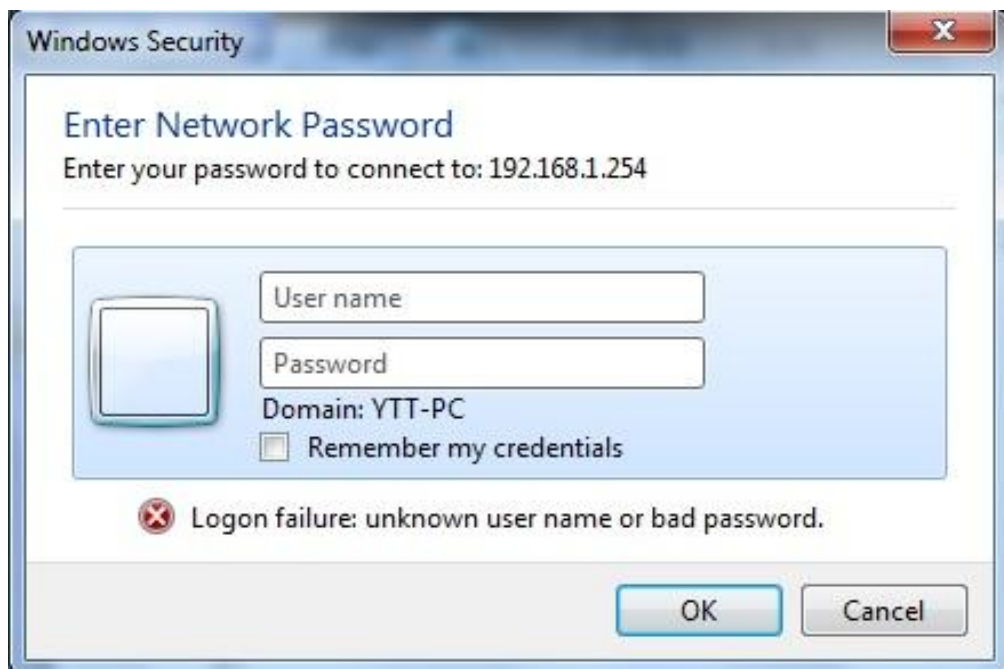 Windows Security
Enter Network Password
Enter your password to connect to: 192.168.1.254
User name
Password
Domain: YTT-PC
Remember my credentials
Logon failure: unknown user name or bad password.
OK Cancel